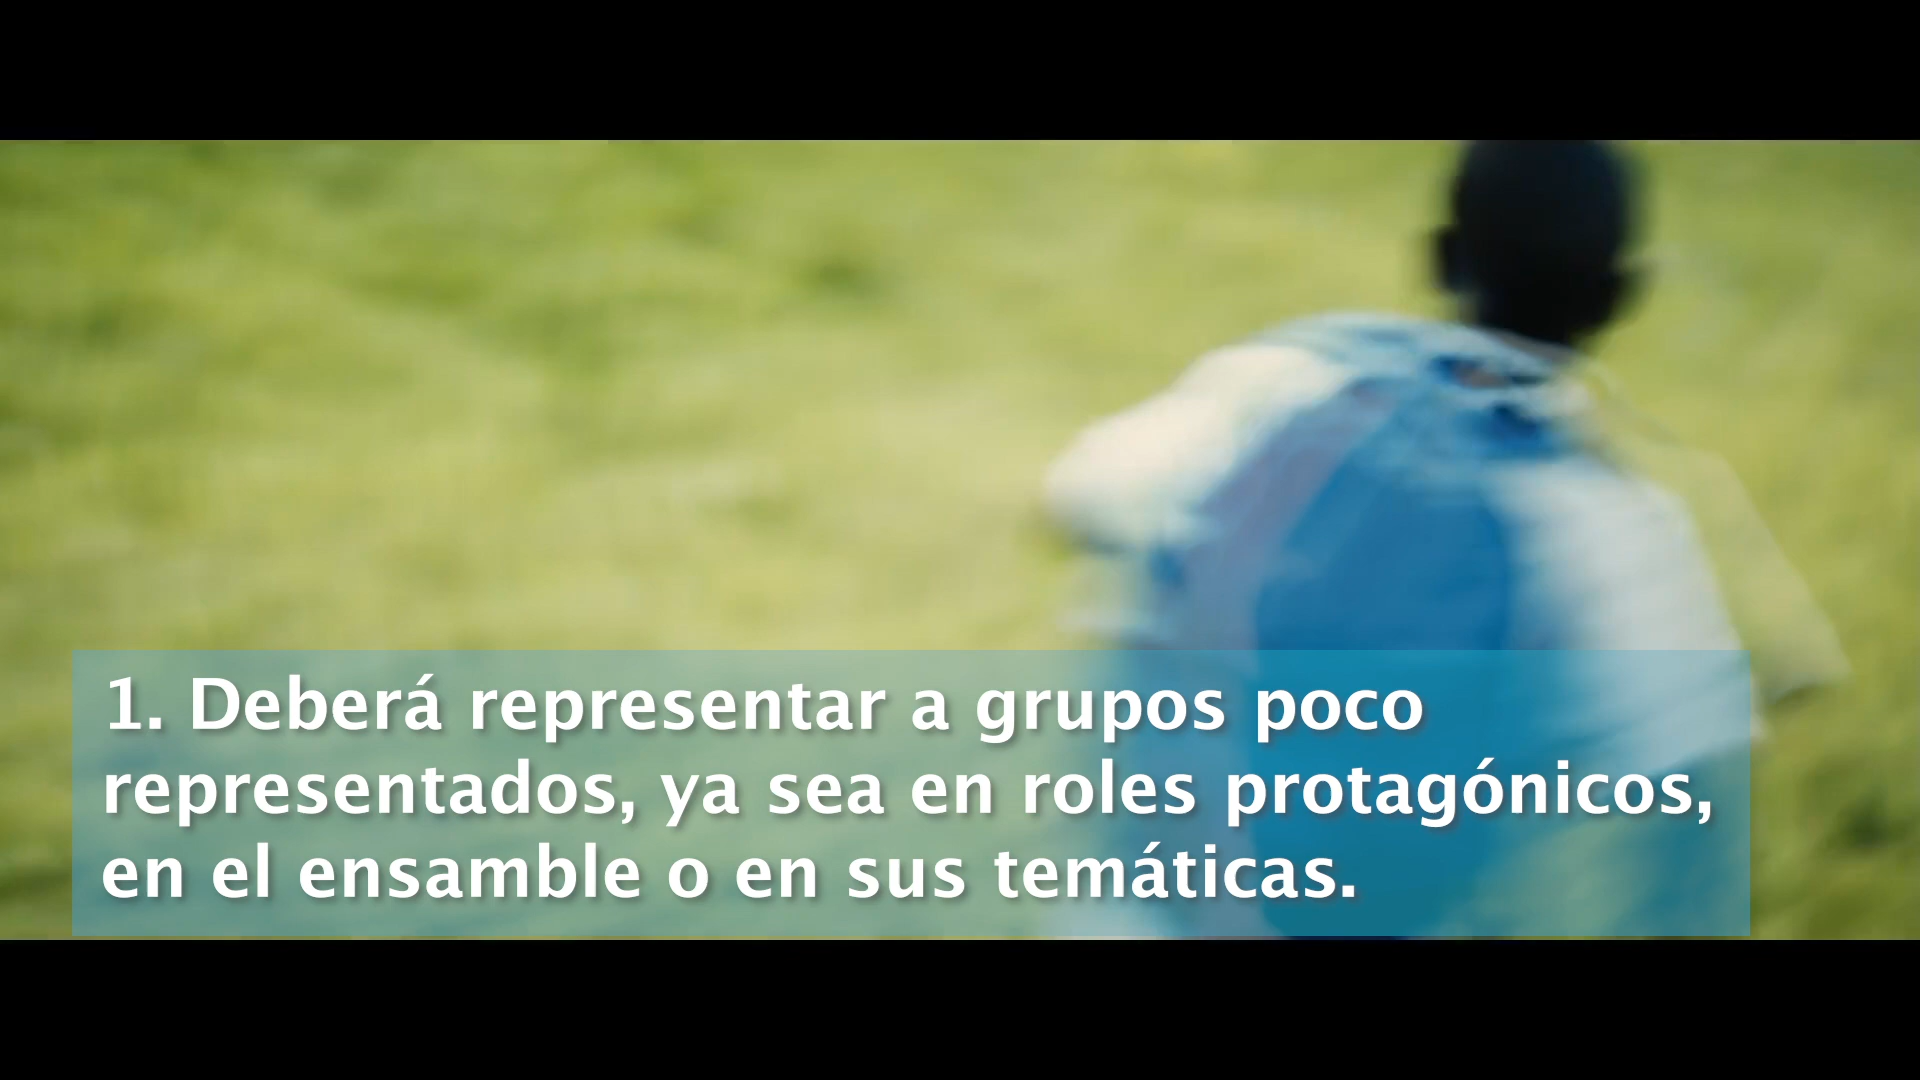 1. Deberá representar a grupos poco
representados, ya sea en roles protagónicos,
en el ensamble o en sus temáticas.